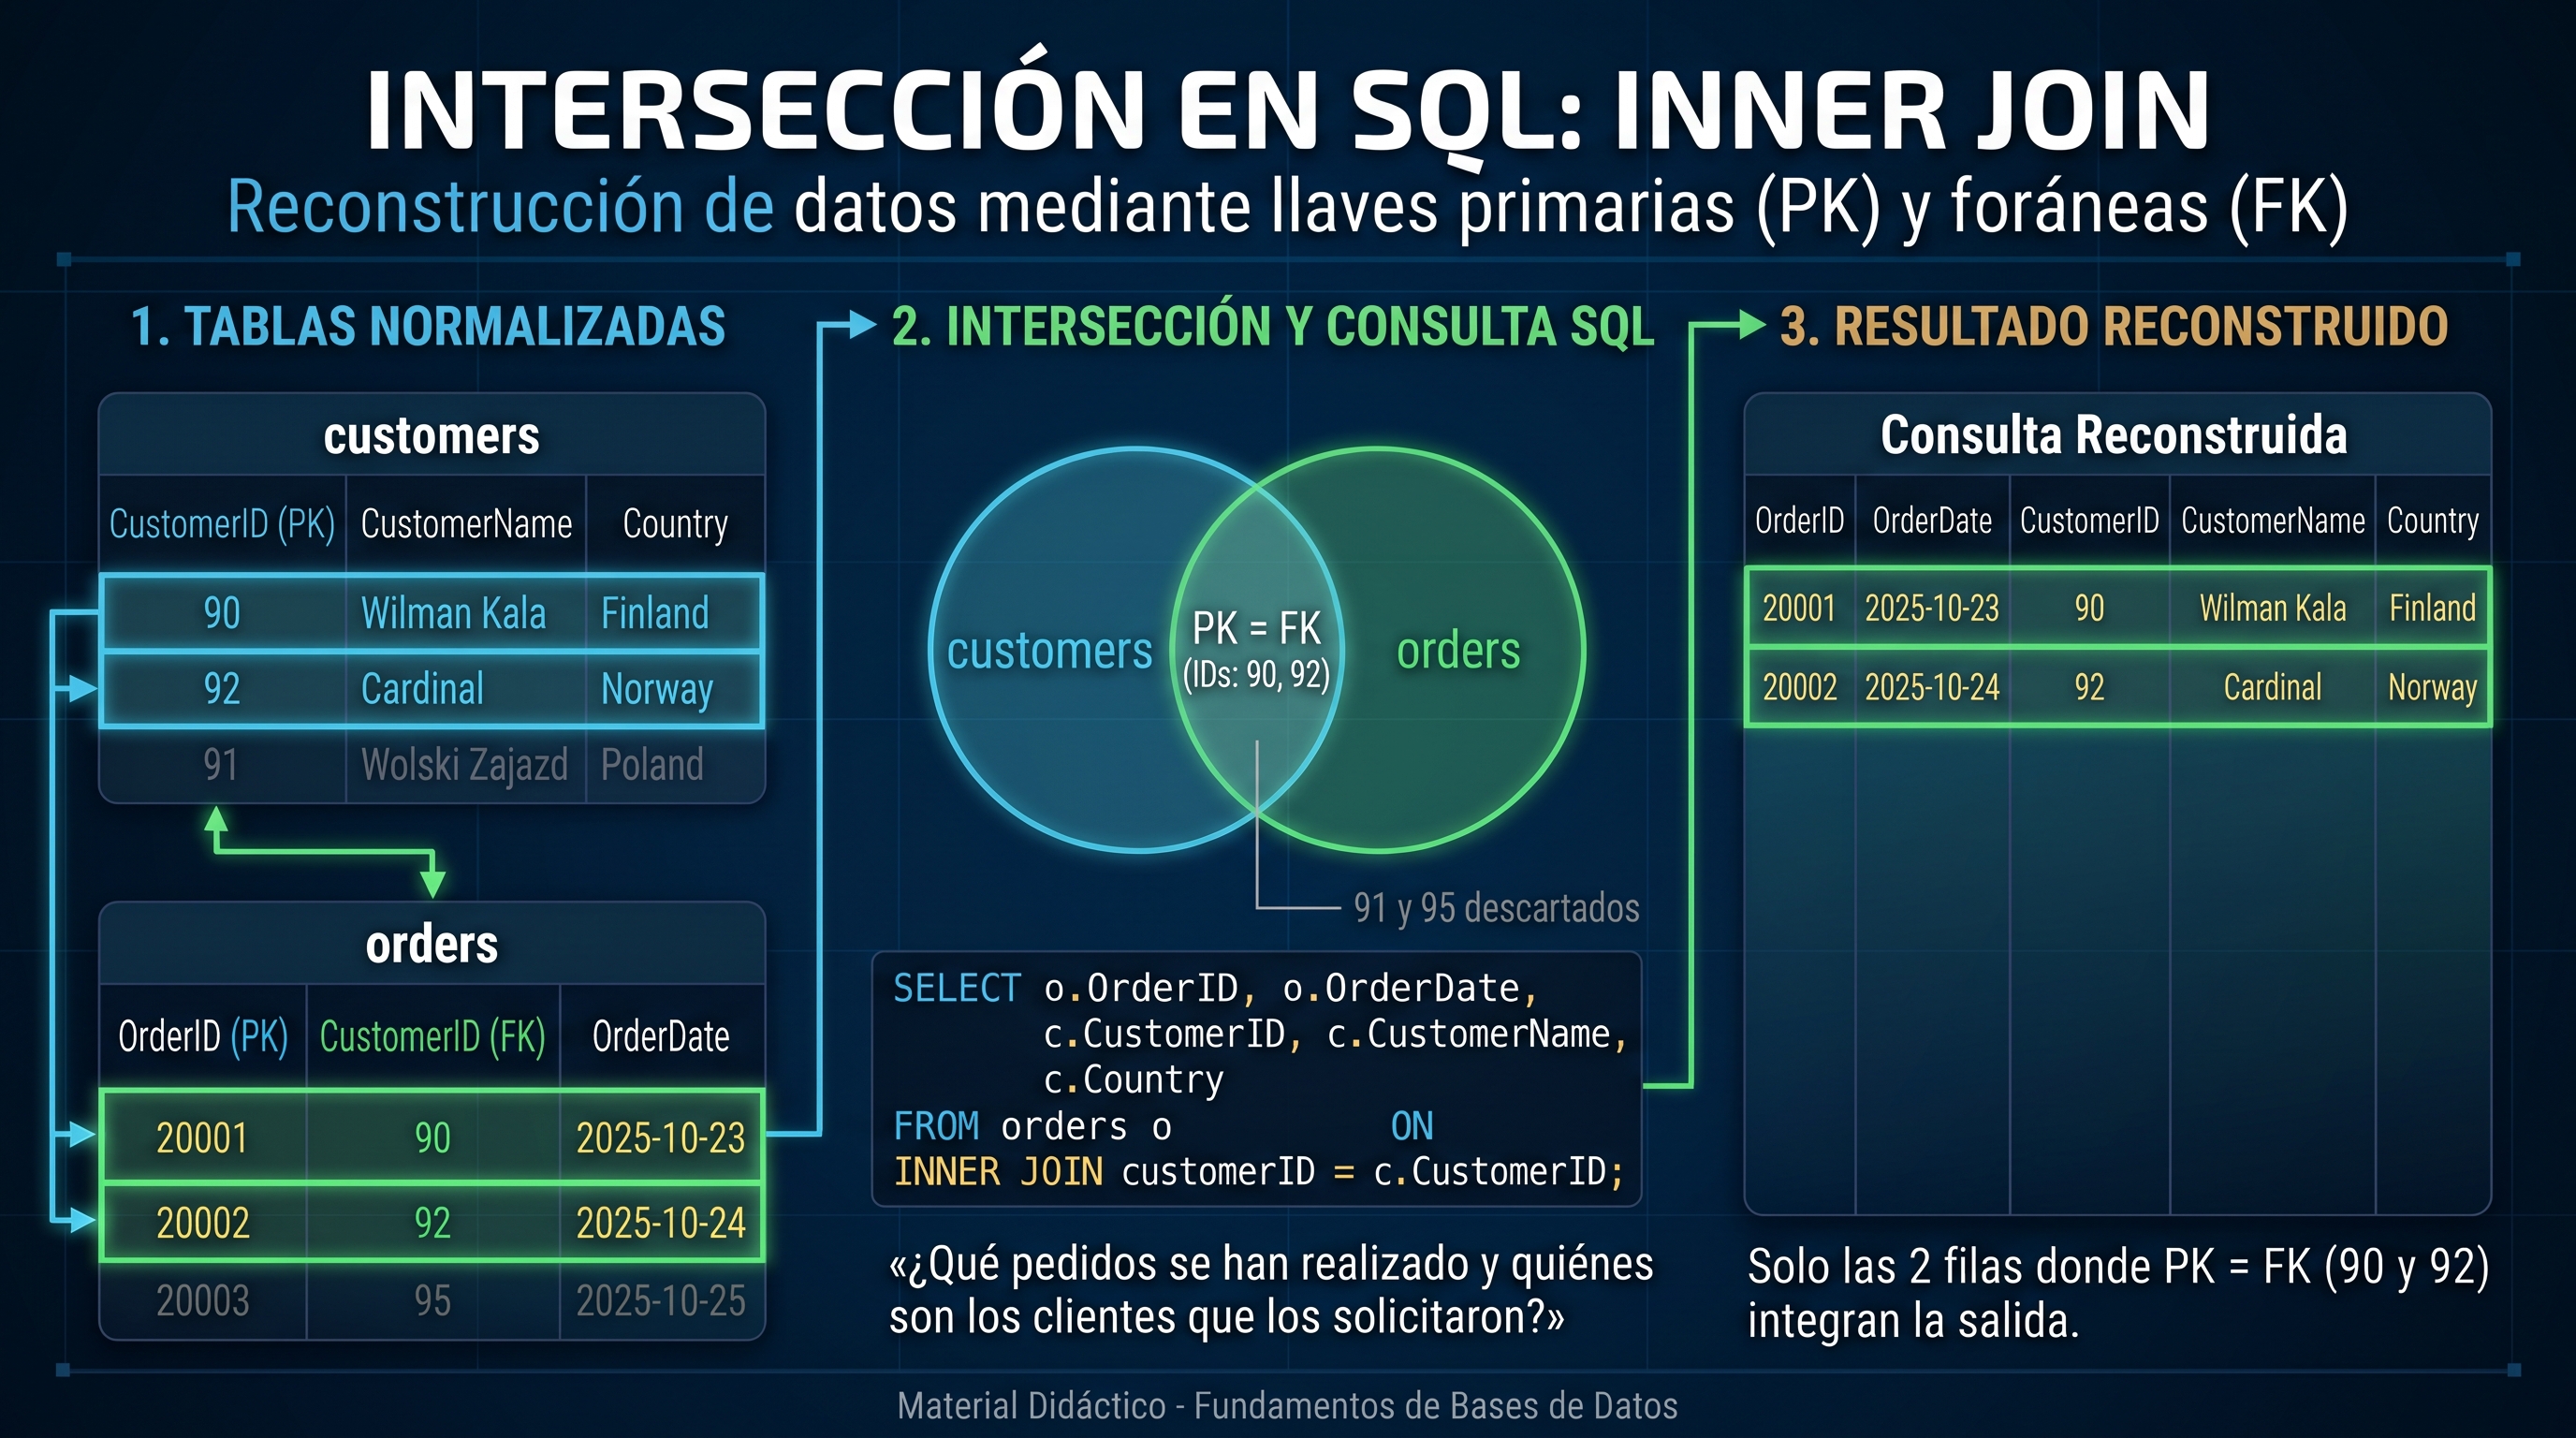 INTERSECCIÓN EN SQL: INNER JOIN
Reconstrucción de datos mediante llaves primarias (PK) y foráneas (FK)
1. TABLAS NORMALIZADAS
customers
CustomerID (PK) CustomerName Country
90 Wilman Kala Finland
92 Cardinal Norway
91 Wolski Zajazd Poland
orders
OrderID (PK) CustomerID (FK) OrderDate
20001 90 2025-10-23
20002 92 2025-10-24
20003 95 2025-10-25
2. INTERSECCIÓN Y CONSULTA SQL
customers
PK = FK
(IDs: 90, 92)
orders
91 y 95 descartados
SELECT o.OrderID, o.OrderDate,
c.CustomerID, c.CustomerName,
c.Country
FROM orders o ON
INNER JOIN customerID = c.CustomerID;
«¿Qué pedidos se han realizado y quiénes
son los clientes que los solicitaron?»
3. RESULTADO RECONSTRUIDO
Consulta Reconstruida
OrderID OrderDate CustomerID CustomerName Country
20001 2025-10-23 90 Wilman Kala Finland
20002 2025-10-24 92 Cardinal Norway
Solo las 2 filas donde PK = FK (90 y 92)
integran la salida.
Material Didáctico - Fundamentos de Bases de Datos